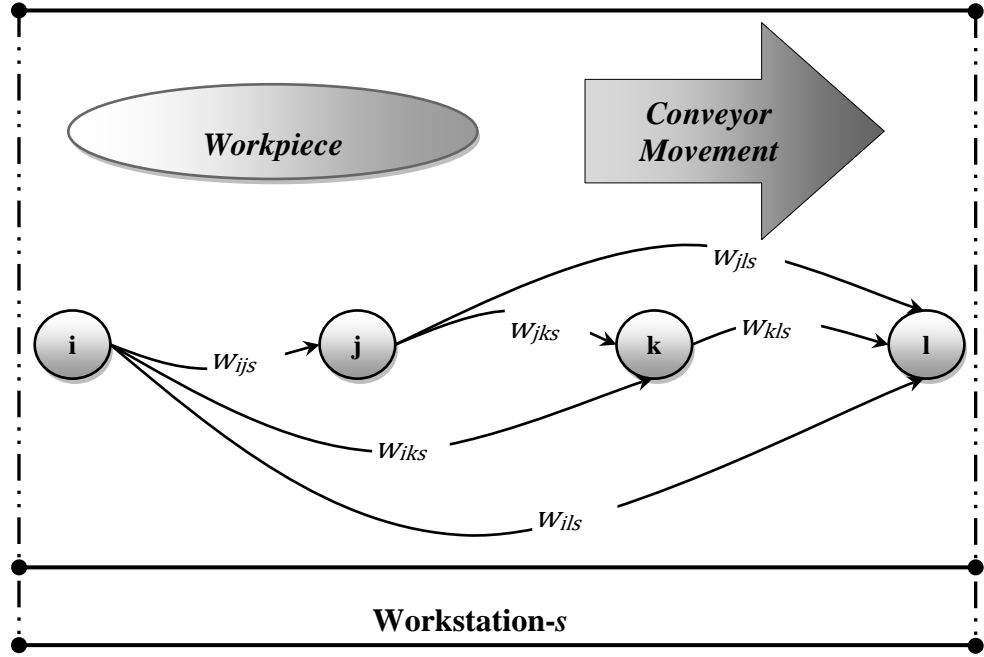 Workpiece
Conveyor
Movement
wjls
i
wijs
j
wjks
k
wkls
l
wiks
wils
Workstation-s